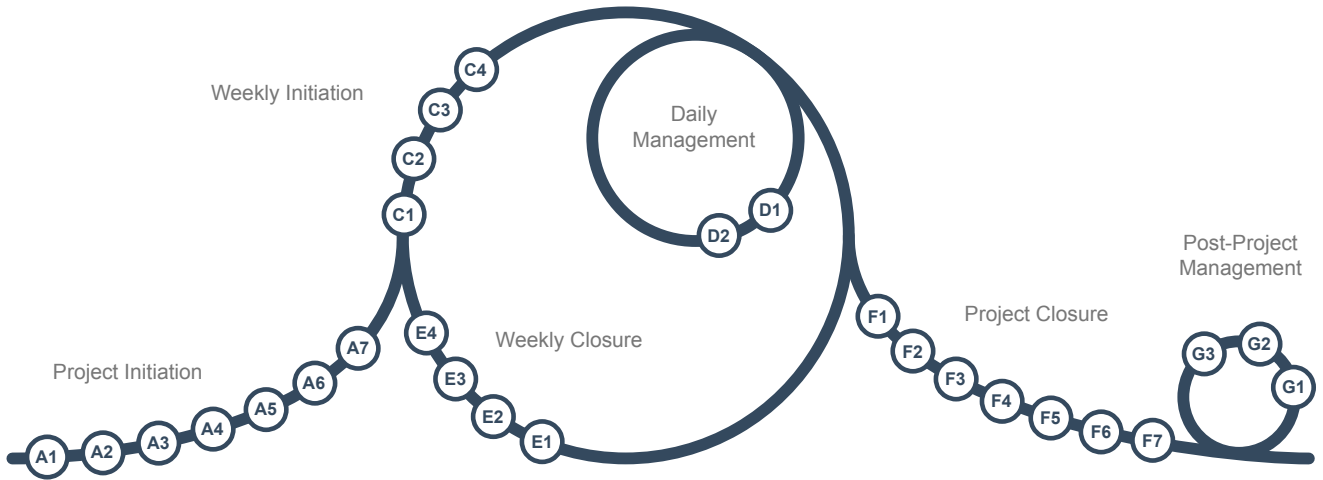 Project Initiation
A1
A2
A3
A4
A5
A6
A7
Weekly Initiation
C1
C2
C3
C4
Daily
Management
D1
D2
Weekly Closure
E1
E2
E3
E4
Project Closure
F1
F2
F3
F4
F5
F6
F7
Post-Project
Management
G1
G2
G3